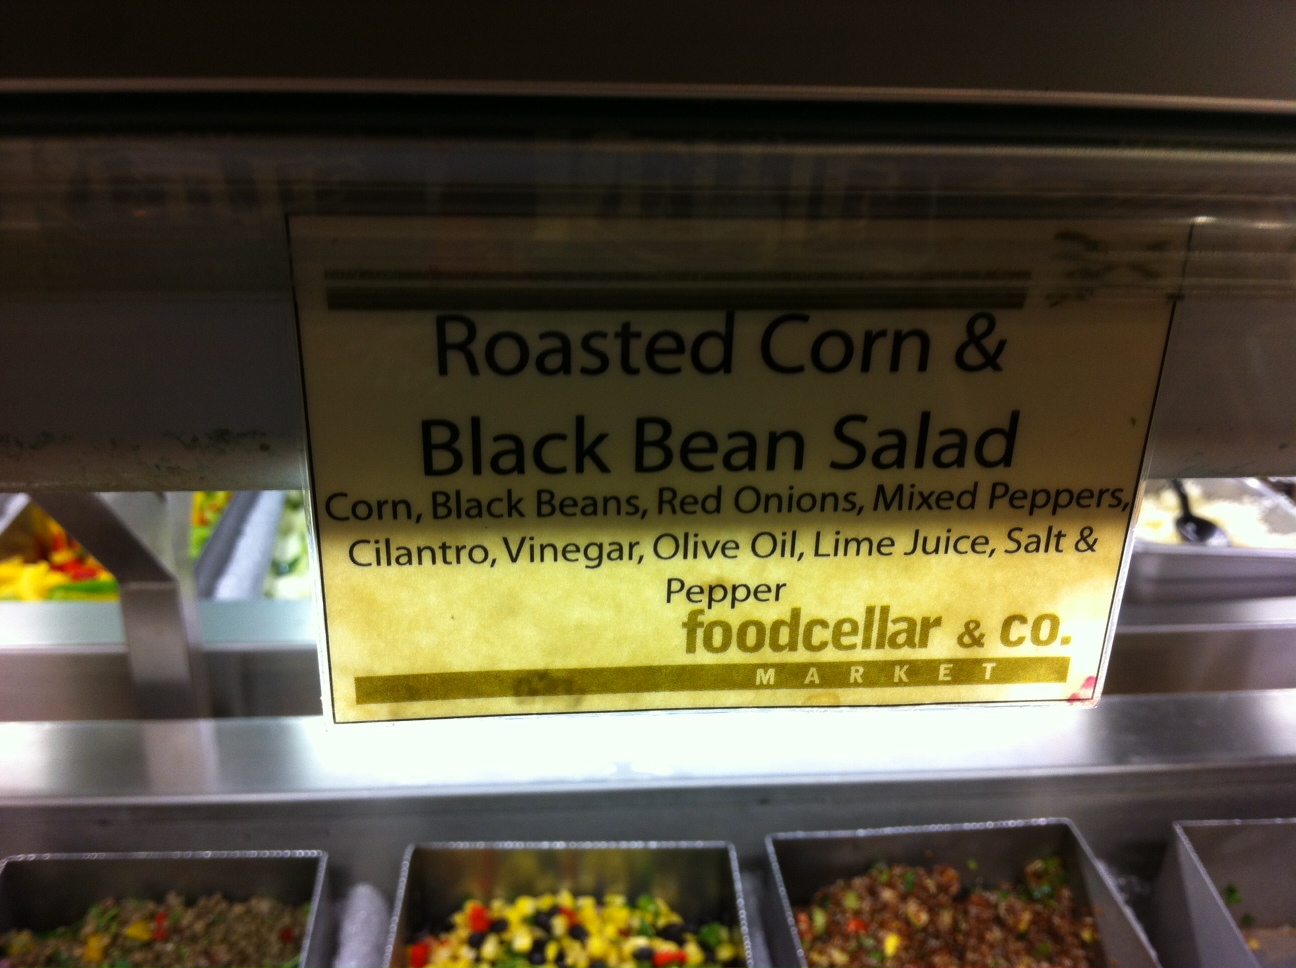 Roasted Corn &
Black Bean Salad
Corn, Black Beans, Red Onions, Mixed Peppers,
Cilantro, Vinegar, Olive Oil, Lime Juice, Salt &
Pepper
foodcellar & co.
MARKET